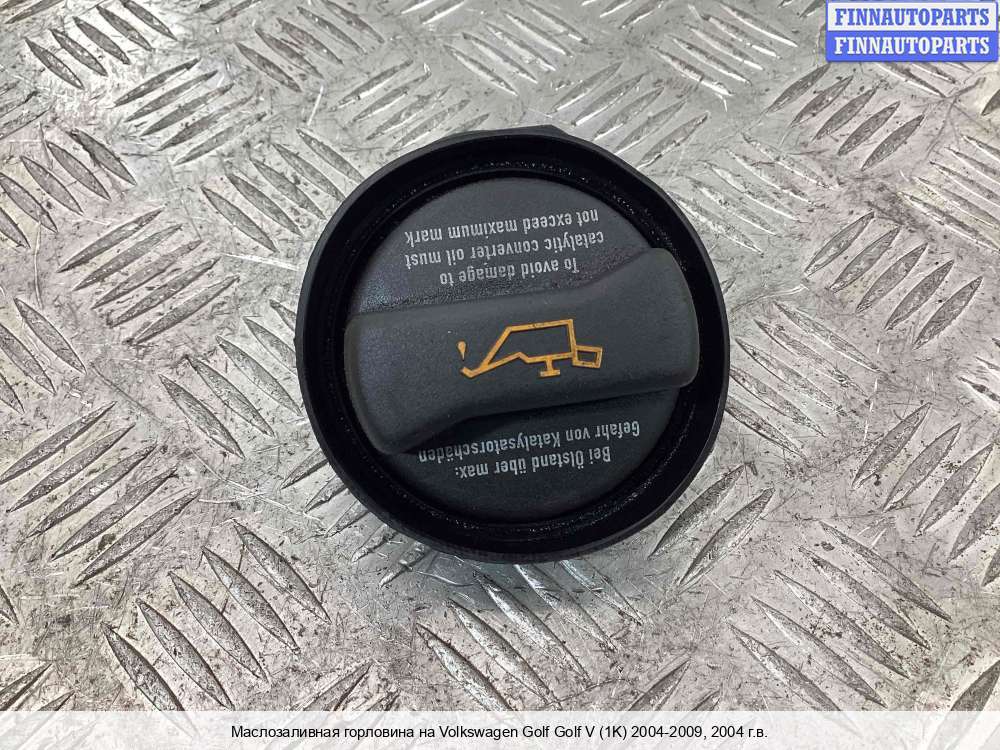 FINNAUTOPARTS
FINNAUTOPARTS
Bei Ölstand über max:
Gefahr von Katalysatorschäden
To avoid damage to
catalytic converter oil must
not exceed maximum mark
Маслозаливная горловина на Volkswagen Golf Golf V (1K) 2004-2009, 2004 г.в.